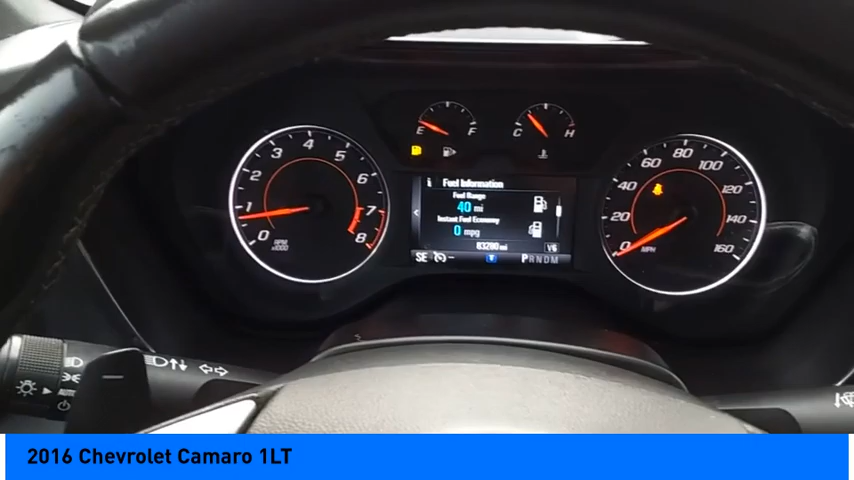 E F
C H
0 1 2 3 4 5 6 7 8
RPM
x1000
Fuel Information
Fuel Range
40 mi
Instant Fuel Economy
0 mpg
83280 mi V6
SE PRNDM
0 20 40 60 80 100 120 140 160
MPH
AUTO
2016 Chevrolet Camaro 1LT